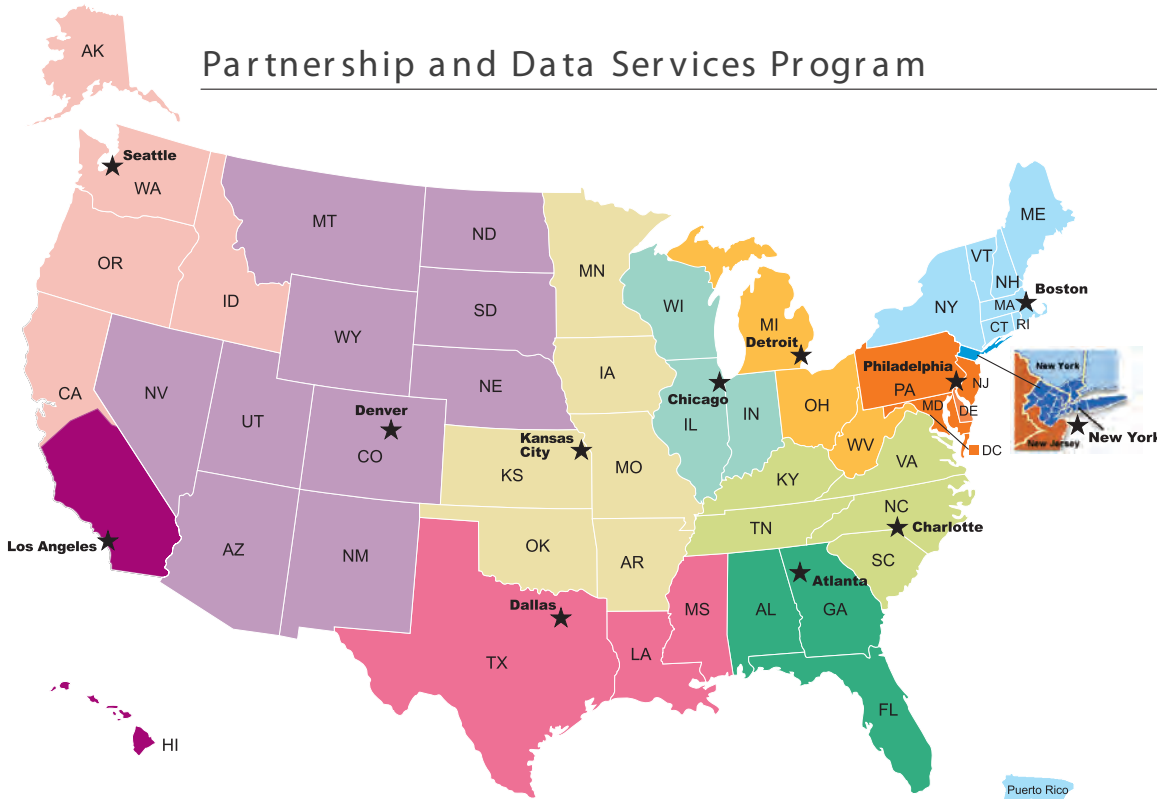 AK
Partnership and Data Services Program
Seattle
WA
MT
ND
ME
OR
VT
MN
NH
ID
WI
NY
MA
Boston
SD
CT
RI
MI
WY
Detroit
Philadelphia
New York
IA
NE
PA
NJ
CA
NV
Chicago
OH
MD
DE
Denver
IN
UT
IL
New York
Kansas
City
WV
New Jersey
CO
DC
VA
MO
KS
KY
NC
TN
Charlotte
Los Angeles
OK
AZ
NM
AR
SC
Atlanta
Dallas
MS
AL
GA
LA
TX
FL
HI
Puerto Rico